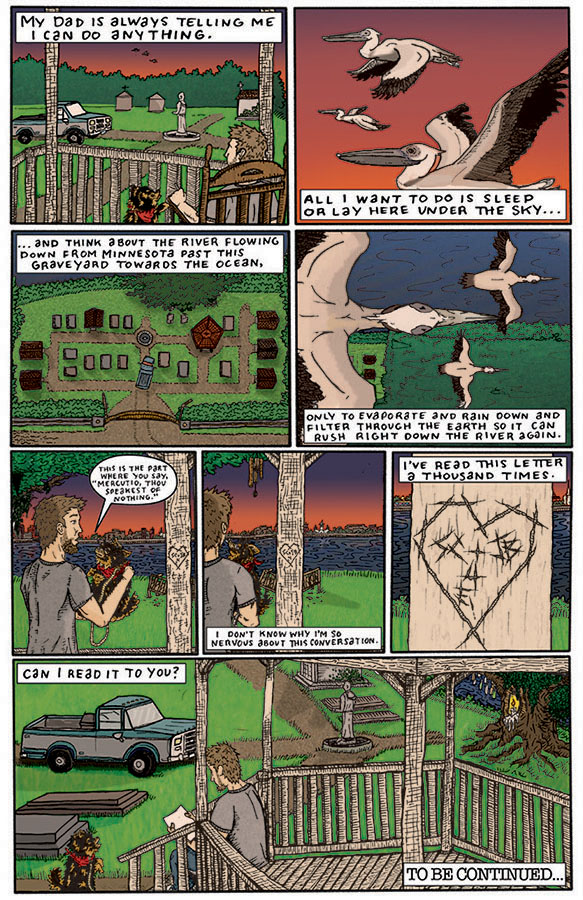 MY DAD IS ALWAYS TELLING ME
I CAN DO ANYTHING.
ALL I WANT TO DO IS SLEEP
OR LAY HERE UNDER THE SKY...
...AND THINK ABOUT THE RIVER FLOWING
DOWN FROM MINNESOTA PAST THIS
GRAVEYARD TOWARDS THE OCEAN,
ONLY TO EVAPORATE AND RAIN DOWN AND
FILTER THROUGH THE EARTH SO IT CAN
RUSH RIGHT DOWN THE RIVER AGAIN.
THIS IS THE PART
WHERE YOU SAY,
"MERCUTIO, THOU
SPEAKEST OF
NOTHING."
I DON'T KNOW WHY I'M SO
NERVOUS ABOUT THIS CONVERSATION.
I'VE READ THIS LETTER
A THOUSAND TIMES.
CAN I READ IT TO YOU?
TO BE CONTINUED...